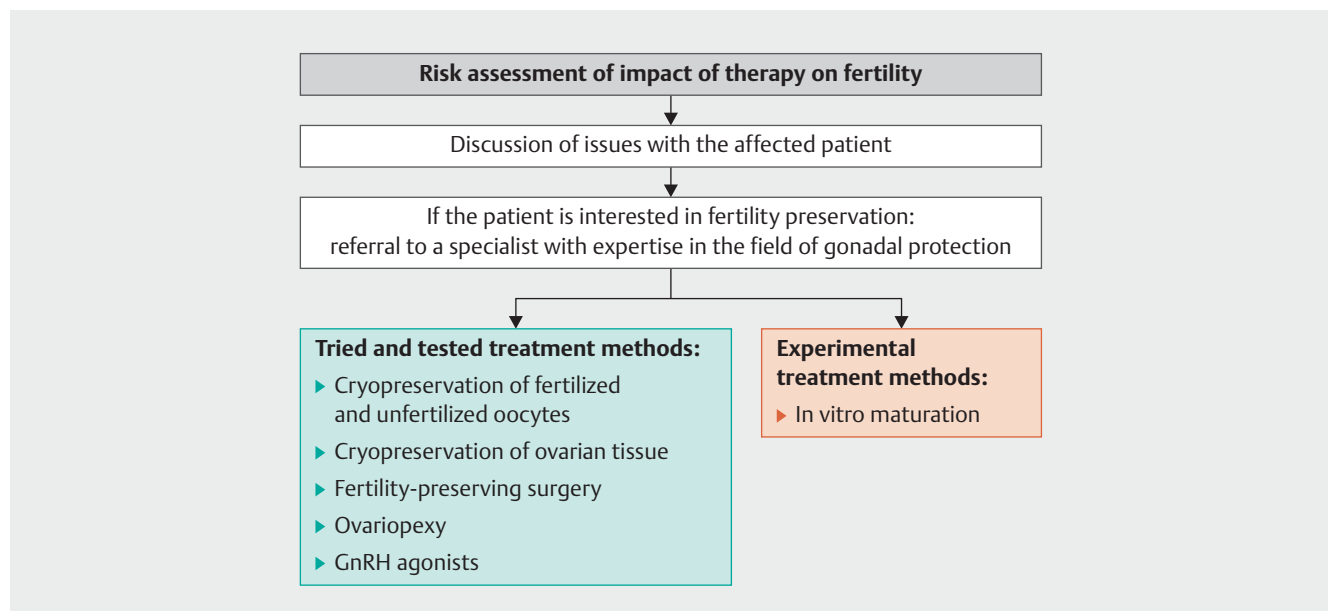 Risk assessment of impact of therapy on fertility
Discussion of issues with the affected patient
If the patient is interested in fertility preservation:
referral to a specialist with expertise in the field of gonadal protection
Tried and tested treatment methods:
Cryopreservation of fertilized
and unfertilized oocytes
Cryopreservation of ovarian tissue
Fertility-preserving surgery
Ovariopexy
GnRH agonists
Experimental
treatment methods:
In vitro maturation